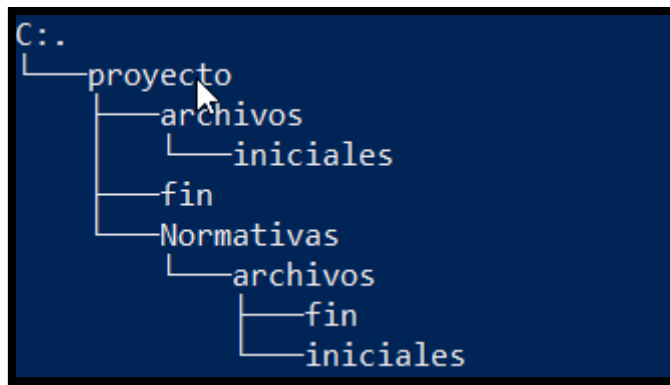 C:.
└───proyecto
    ├───archivos
    │   └───iniciales
    ├───fin
    └───Normativas
        └───archivos
            ├───fin
            └───iniciales